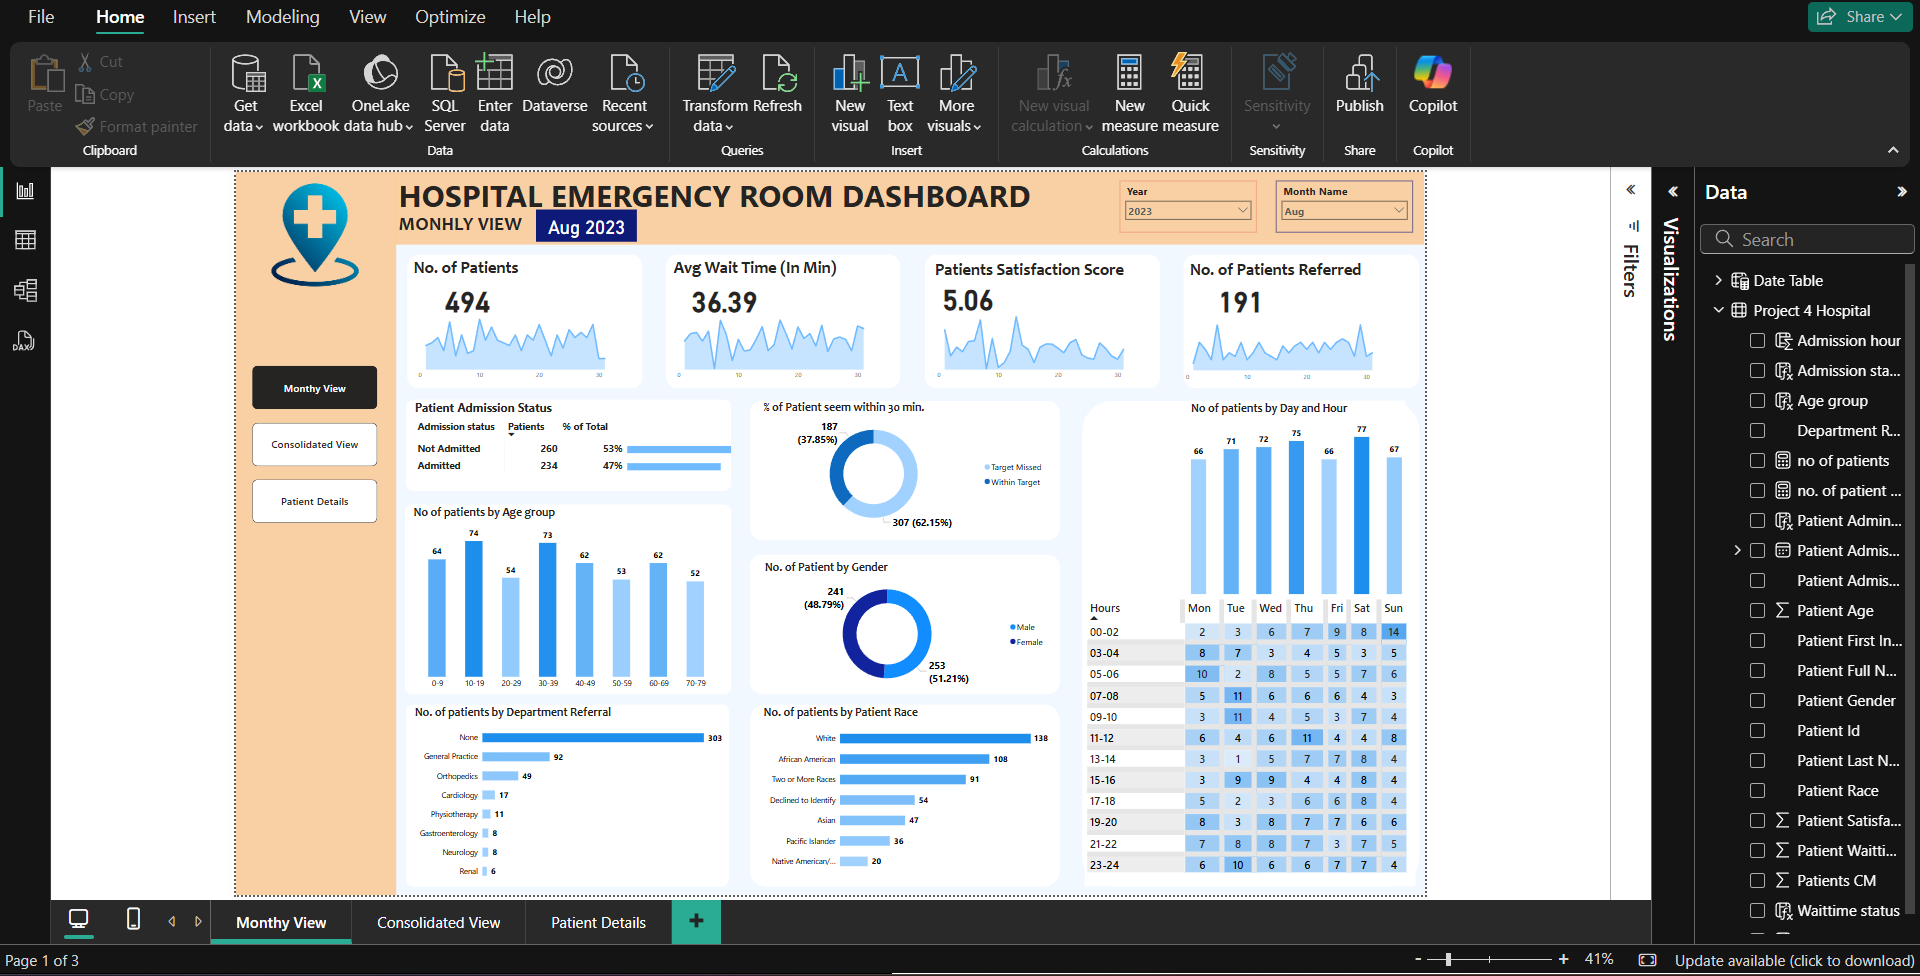 File Home Insert Modeling View Optimize Help Share
Paste
Cut
Copy
Format painter
Clipboard
Get data
Excel workbook
OneLake data hub
SQL Server
Enter data
Dataverse
Recent sources
Data
Transform data
Refresh
Queries
New visual
Text box
More visuals
Insert
New visual calculation
New measure
Quick measure
Calculations
Sensitivity
Sensitivity
Publish
Share
Copilot
Copilot
DAX
HOSPITAL EMERGENCY ROOM DASHBOARD
MONHLY VIEW
Aug 2023
Year
2023
Month Name
Aug
Monthy View
Consolidated View
Patient Details
No. of Patients
494
0 10 20 30
Avg Wait Time (In Min)
36.39
0 10 20 30
Patients Satisfaction Score
5.06
0 10 20 30
No. of Patients Referred
191
0 10 20 30
Patient Admission Status
Admission status Patients % of Total
Not Admitted 260 53%
Admitted 234 47%
% of Patient seem within 30 min.
187
(37.85%)
307 (62.15%)
Target Missed
Within Target
No of patients by Age group
64 74 54 73 62 53 62 52
0-9 10-19 20-29 30-39 40-49 50-59 60-69 70-79
No. of Patient by Gender
241
(48.79%)
253
(51.21%)
Male
Female
No. of patients by Department Referral
None 303
General Practice 92
Orthopedics 49
Cardiology 17
Physiotherapy 11
Gastroenterology 8
Neurology 8
Renal 6
No. of patients by Patient Race
White 138
African American 108
Two or More Races 91
Declined to Identify 54
Asian 47
Pacific Islander 36
Native American/... 20
No of patients by Day and Hour
66 71 72 75 66 77 67
Hours Mon Tue Wed Thu Fri Sat Sun
00-02 2 3 6 7 9 8 14
03-04 8 7 3 4 5 3 5
05-06 10 2 8 5 5 7 6
07-08 5 11 6 6 6 4 3
09-10 3 11 4 5 3 7 4
11-12 6 4 6 11 4 4 8
13-14 3 1 5 7 7 8 4
15-16 3 9 9 4 4 8 4
17-18 5 2 3 6 6 8 4
19-20 8 3 8 7 7 6 6
21-22 7 8 8 7 3 7 5
23-24 6 10 6 6 7 7 4
Filters
Visualizations
Data
Search
Date Table
Project 4 Hospital
Admission hour
Admission sta...
Age group
Department R...
no of patients
no. of patient ...
Patient Admin...
Patient Admis...
Patient Admis...
Patient Age
Patient First In...
Patient Full N...
Patient Gender
Patient Id
Patient Last N...
Patient Race
Patient Satisfa...
Patient Waitti...
Patients CM
Waittime status
Monthy View
Consolidated View
Patient Details
+
Page 1 of 3
- + 41%
Update available (click to download)